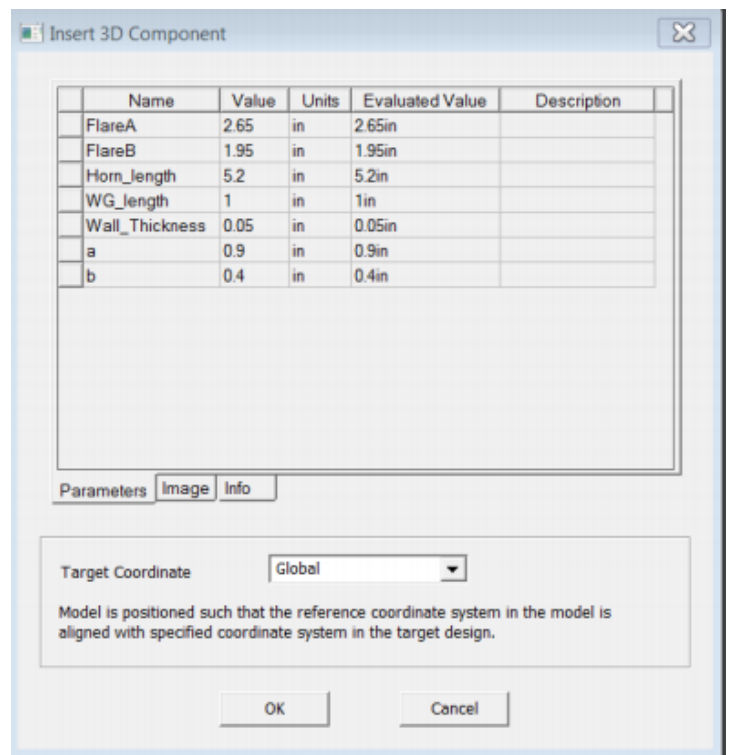 Insert 3D Component
Name Value Units Evaluated Value Description
FlareA 2.65 in 2.65in
FlareB 1.95 in 1.95in
Horn_length 5.2 in 5.2in
WG_length 1 in 1in
Wall_Thickness 0.05 in 0.05in
a 0.9 in 0.9in
b 0.4 in 0.4in
Parameters Image Info
Target Coordinate Global
Model is positioned such that the reference coordinate system in the model is
aligned with specified coordinate system in the target design.
OK Cancel